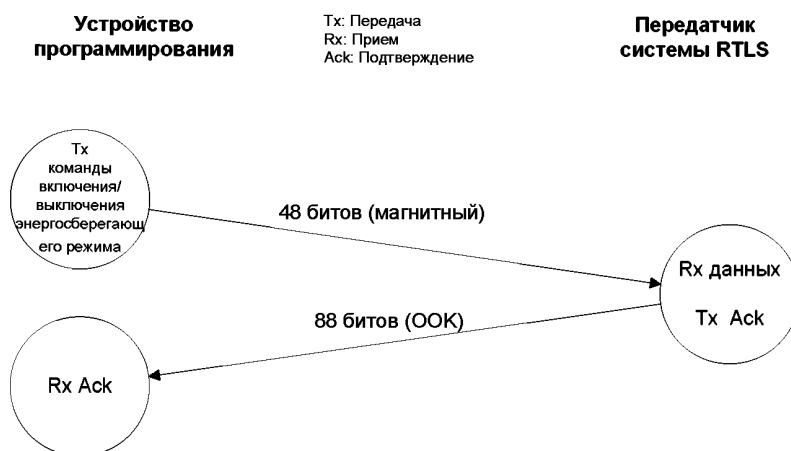 Устройство
программирования
Tx: Передача
Rx: Прием
Ack: Подтверждение
Передатчик
системы RTLS
Tx
команды
включения/
выключения
энергосберегающ
его режима
48 битов (магнитный)
Rx данных
Tx Ack
88 битов (OOK)
Rx Ack